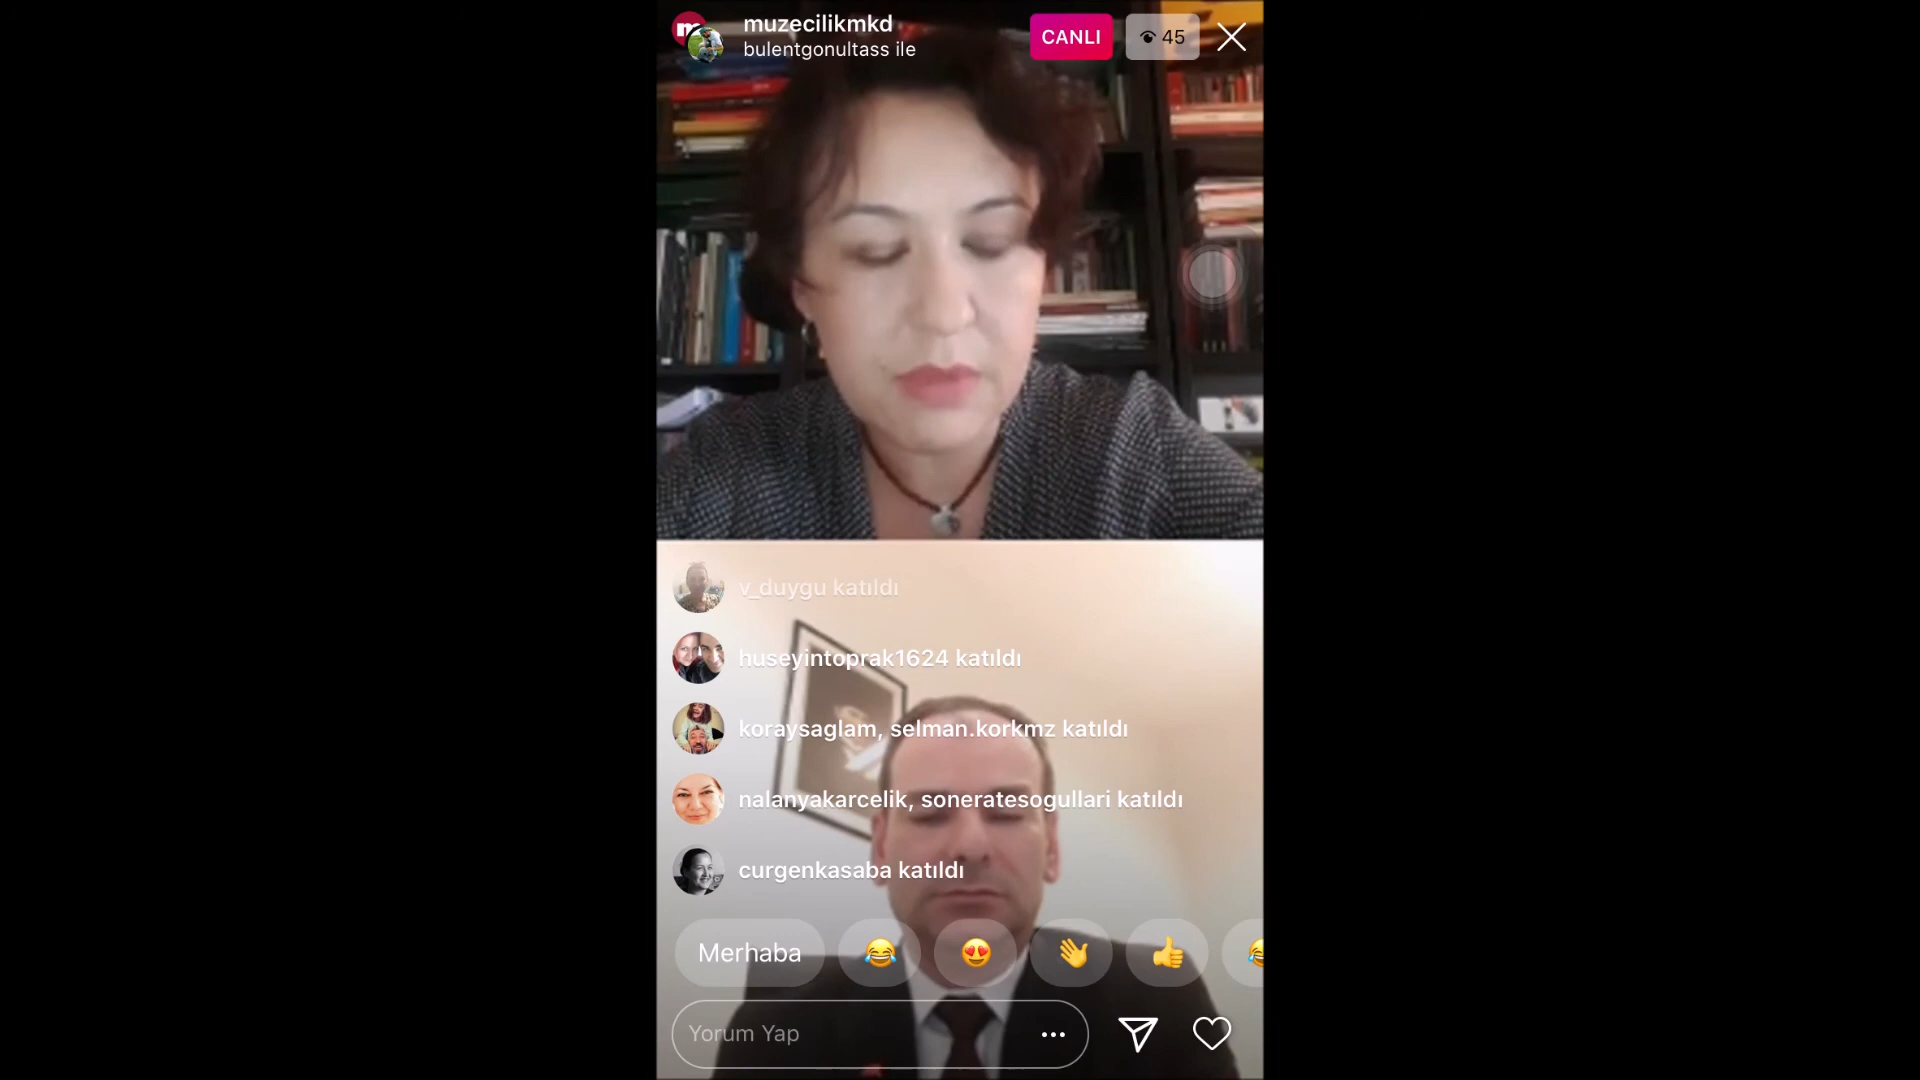 muzecilikmkd
bulentgonultass ile
CANLI
45
v_duygu katıldı
huseyintoprak1624 katıldı
koraysaglam, selman.korkmz katıldı
nalanyakarcelik, soneratesogullari katıldı
curgenkasaba katıldı
Merhaba
Yorum Yap